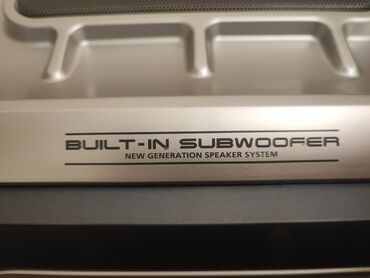 BUILT-IN SUBWOOFER
NEW GENERATION SPEAKER SYSTEM